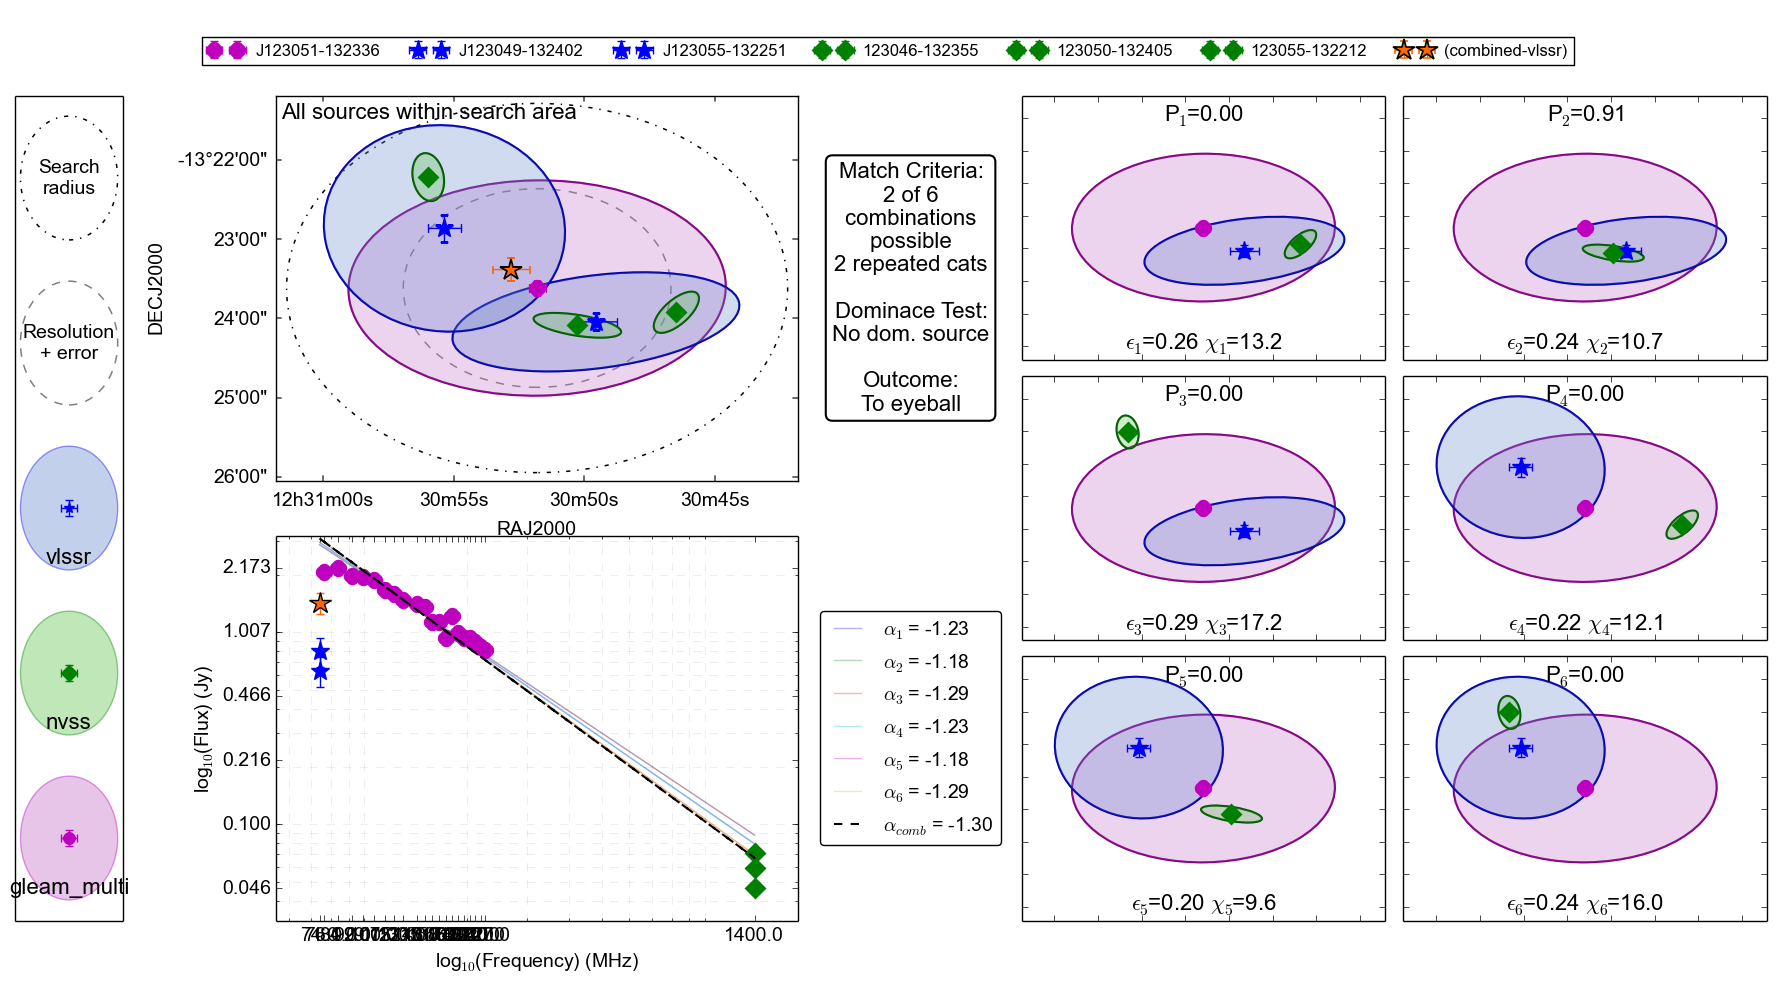 J123051-132336 J123049-132402 J123055-132251 123046-132355 123050-132405 123055-132212 (combined-vlssr)
Search
radius
Resolution
+ error
vlssr
nvss
gleam_multi
All sources within search area
DECJ2000
-13°22'00"
23'00"
24'00"
25'00"
26'00"
12h31m00s 30m55s 30m50s 30m45s
RAJ2000
log10(Flux) (Jy)
2.173
1.007
0.466
0.216
0.100
0.046
1400.0
log10(Frequency) (MHz)
Match Criteria:
2 of 6
combinations
possible
2 repeated cats
Dominace Test:
No dom. source
Outcome:
To eyeball
α1 = -1.23
α2 = -1.18
α3 = -1.29
α4 = -1.23
α5 = -1.18
α6 = -1.29
αcomb = -1.30
P1=0.00
ϵ1=0.26 χ1=13.2
P2=0.91
ϵ2=0.24 χ2=10.7
P3=0.00
ϵ3=0.29 χ3=17.2
P4=0.00
ϵ4=0.22 χ4=12.1
P5=0.00
ϵ5=0.20 χ5=9.6
P6=0.00
ϵ6=0.24 χ6=16.0